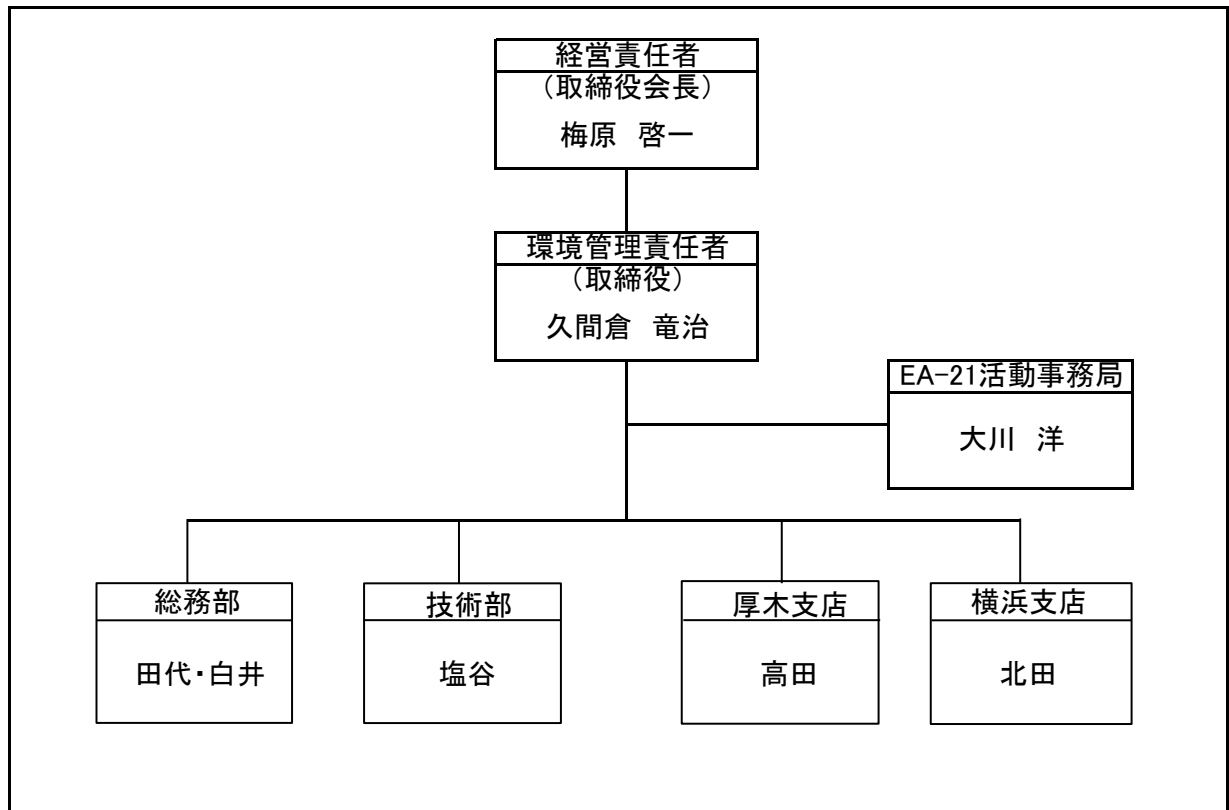 経営責任者
（取締役会長）
梅原　啓一
環境管理責任者
（取締役）
久間倉　竜治
EA-21活動事務局
大川　洋
総務部
田代・白井
技術部
塩谷
厚木支店
高田
横浜支店
北田